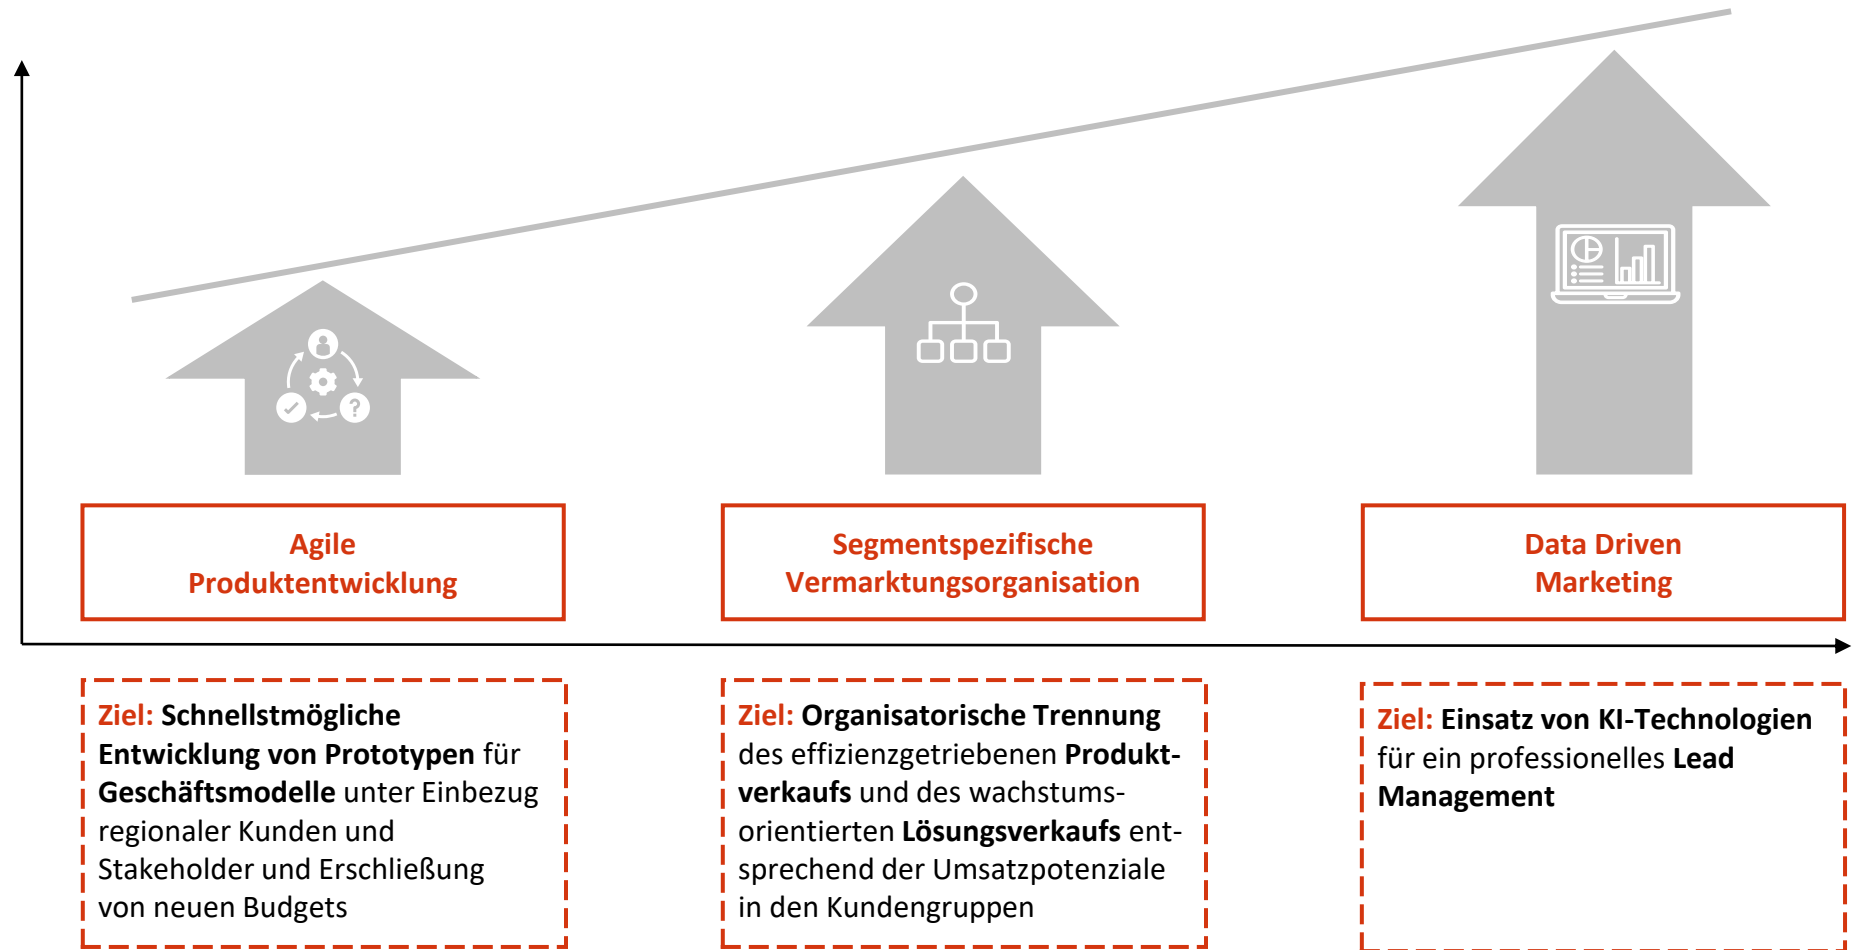 Agile
Produktentwicklung
Segmentspezifische
Vermarktungsorganisation
Data Driven
Marketing
Ziel: Schnellstmögliche
Entwicklung von Prototypen für
Geschäftsmodelle unter Einbezug
regionaler Kunden und
Stakeholder und Erschließung
von neuen Budgets
Ziel: Organisatorische Trennung
des effizienzgetriebenen Produkt-
verkaufs und des wachstums-
orientierten Lösungsverkaufs ent-
sprechend der Umsatzpotenziale
in den Kundengruppen
Ziel: Einsatz von KI-Technologien
für ein professionelles Lead
Management